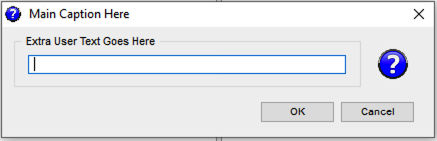 Main Caption Here
Extra User Text Goes Here
OK
Cancel